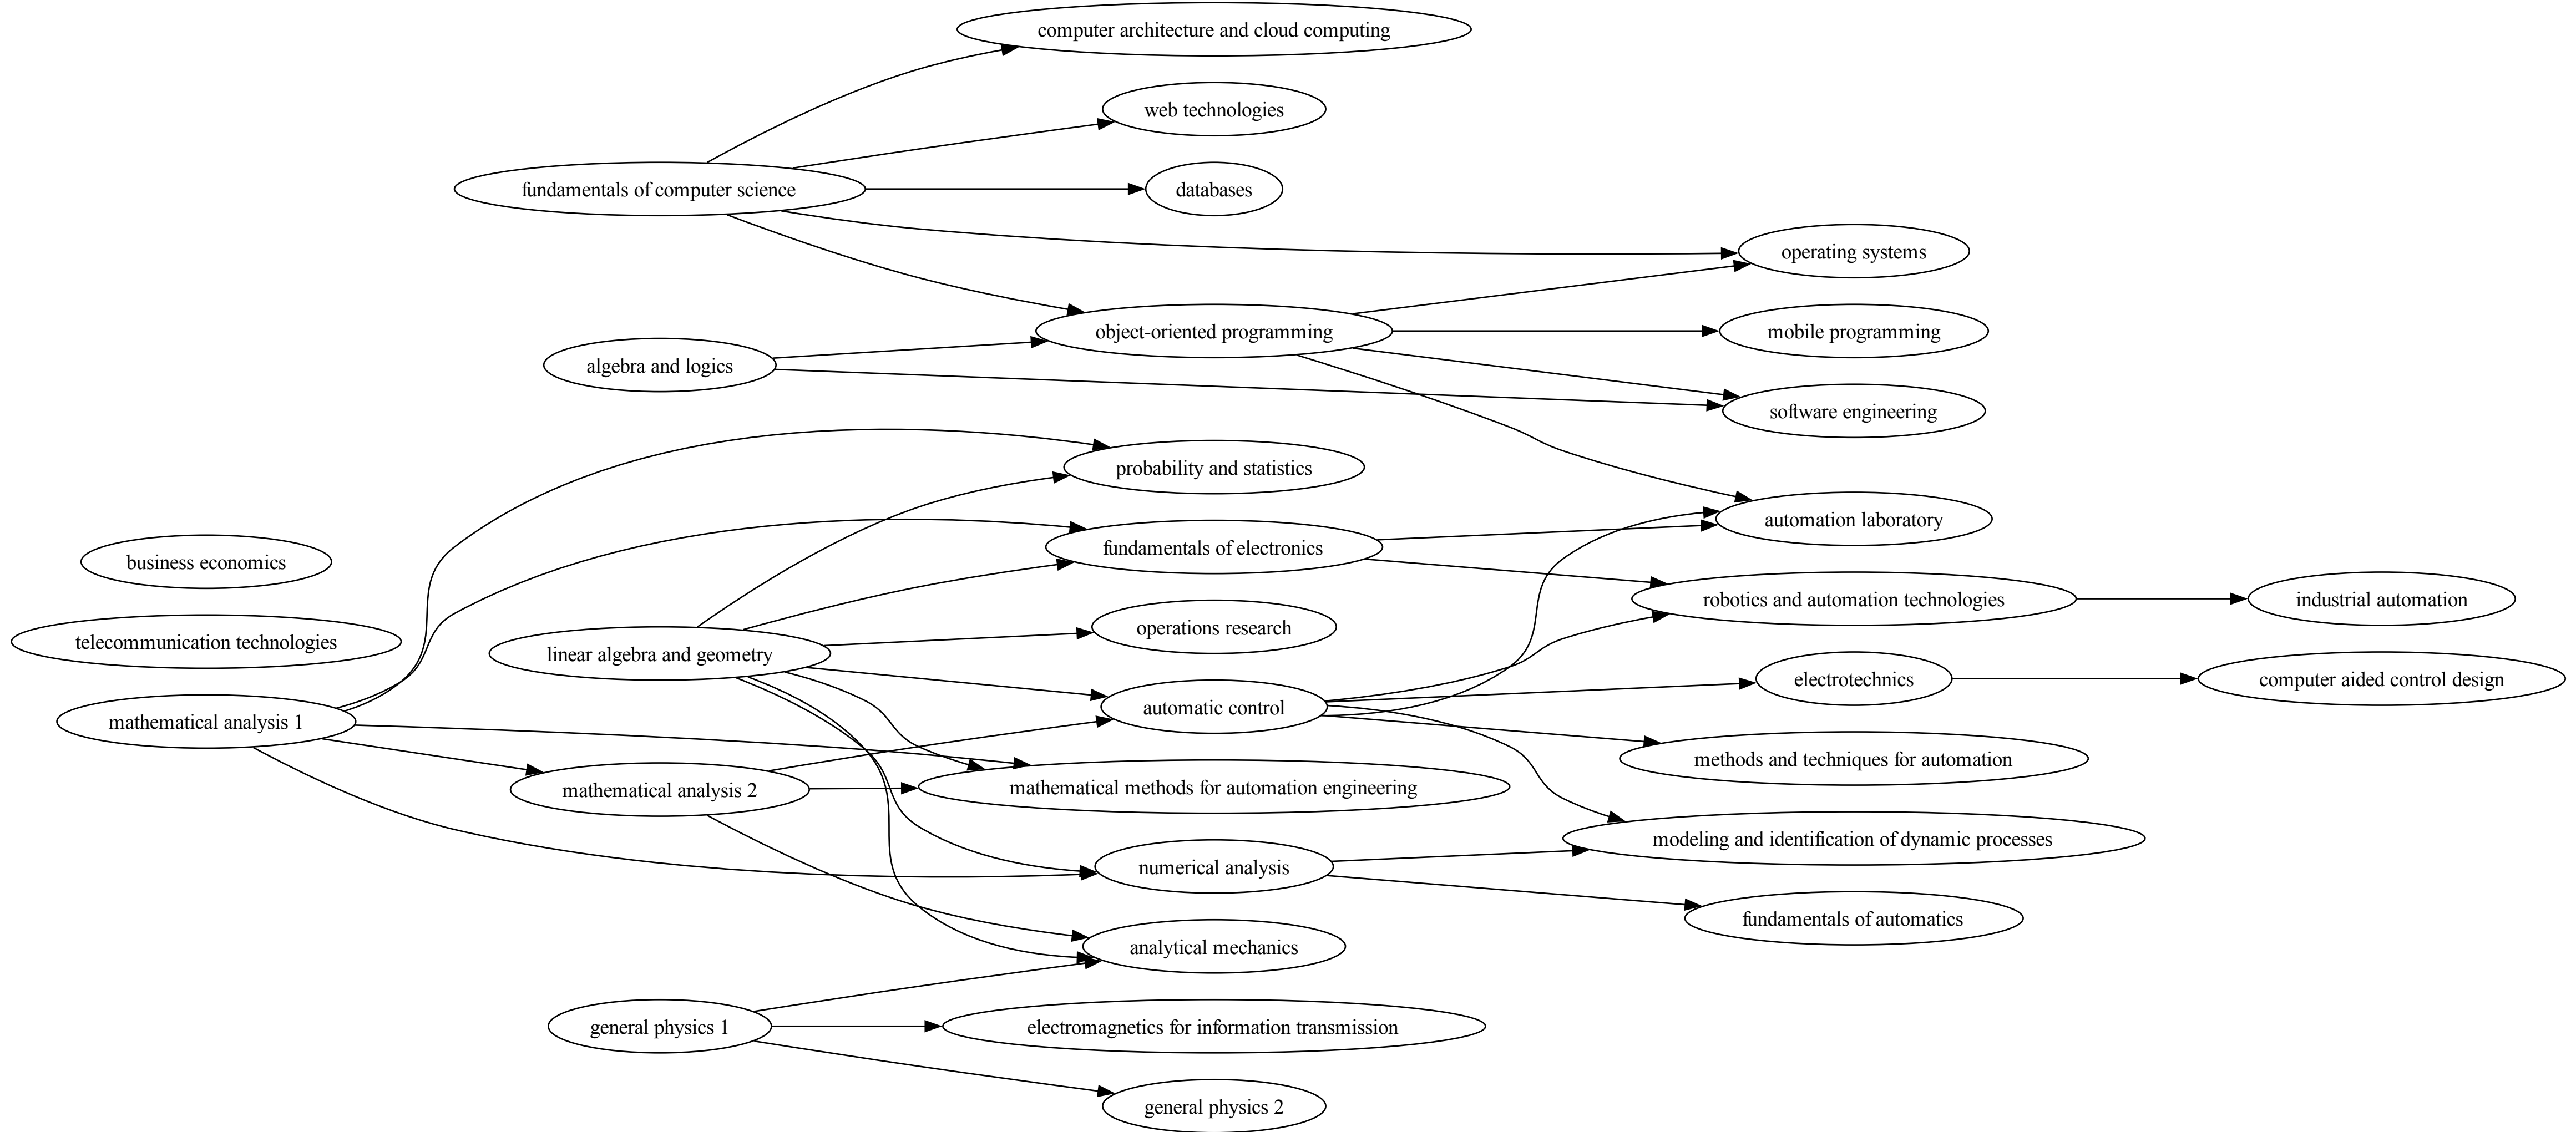 computer architecture and cloud computing
web technologies
fundamentals of computer science
databases
operating systems
object-oriented programming
mobile programming
algebra and logics
software engineering
probability and statistics
automation laboratory
fundamentals of electronics
business economics
robotics and automation technologies
industrial automation
operations research
telecommunication technologies
linear algebra and geometry
electrotechnics
computer aided control design
automatic control
mathematical analysis 1
methods and techniques for automation
mathematical analysis 2
mathematical methods for automation engineering
modeling and identification of dynamic processes
numerical analysis
fundamentals of automatics
analytical mechanics
general physics 1
electromagnetics for information transmission
general physics 2